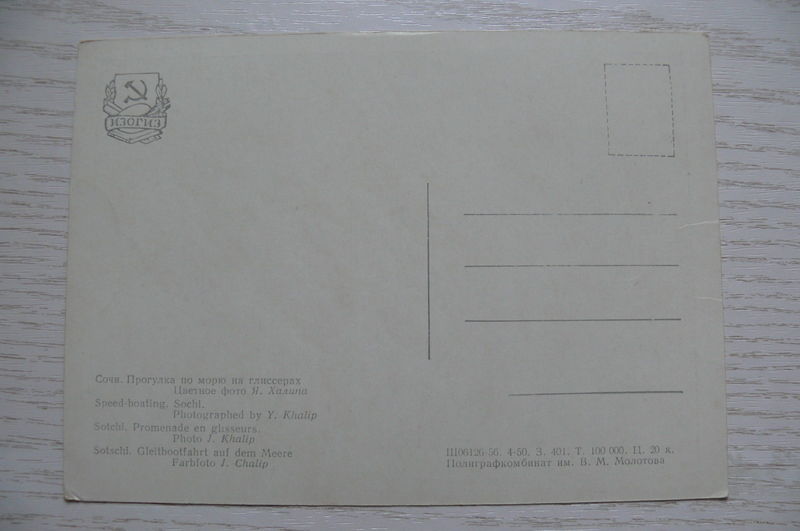 ИЗОГИЗ
Сочи. Прогулка по морю на глиссерах
Цветное фото Я. Халипа
Speed-boating. Sochi.
Photographed by Y. Khalip
Sotchi. Promenade en glisseurs.
Photo J. Khalip
Sotschi. Gleitbootfahrt auf dem Meere
Farbfoto J. Chalip
Ш06126-56. 4-50. З. 401. Т. 100 000. Ц. 20 к.
Полиграфкомбинат им. В. М. Молотова